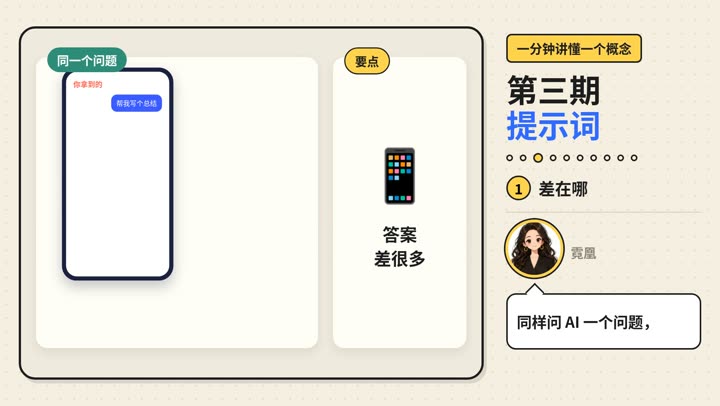 同一个问题
你拿到的
帮我写个总结
要点
答案
差很多
一分钟讲懂一个概念
第三期
提示词
1 差在哪
霓凰
同样问 AI 一个问题，